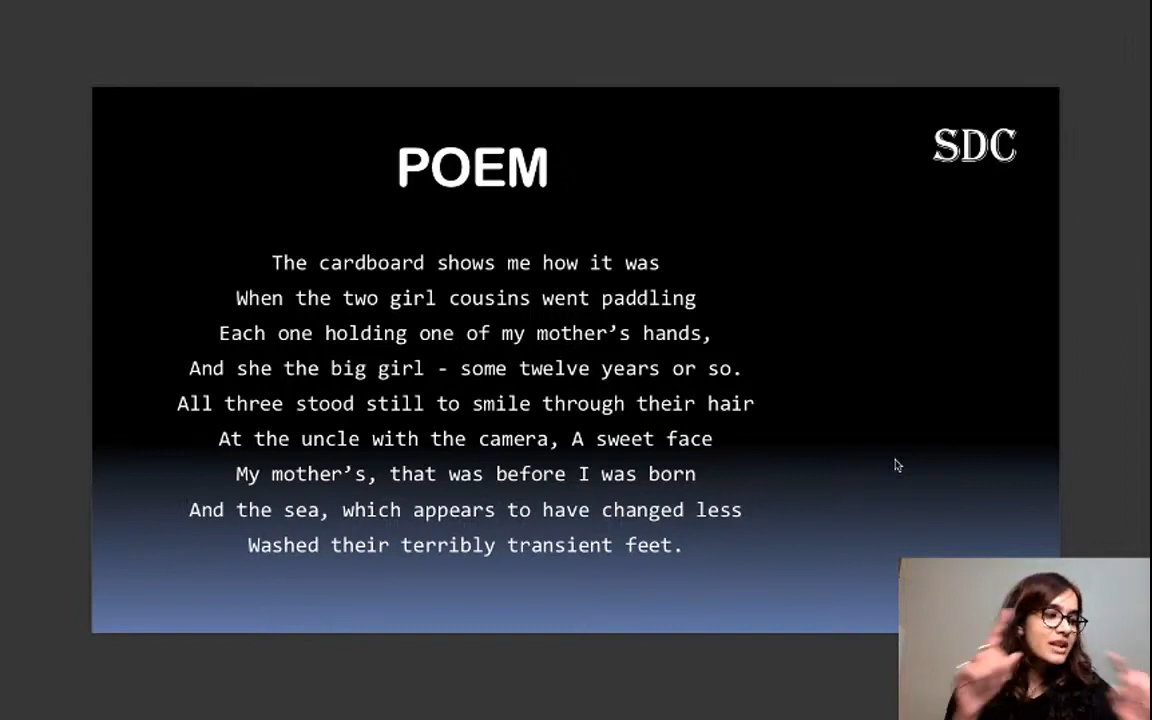 SDC
POEM
The cardboard shows me how it was
When the two girl cousins went paddling
Each one holding one of my mother’s hands,
And she the big girl - some twelve years or so.
All three stood still to smile through their hair
At the uncle with the camera, A sweet face
My mother’s, that was before I was born
And the sea, which appears to have changed less
Washed their terribly transient feet.